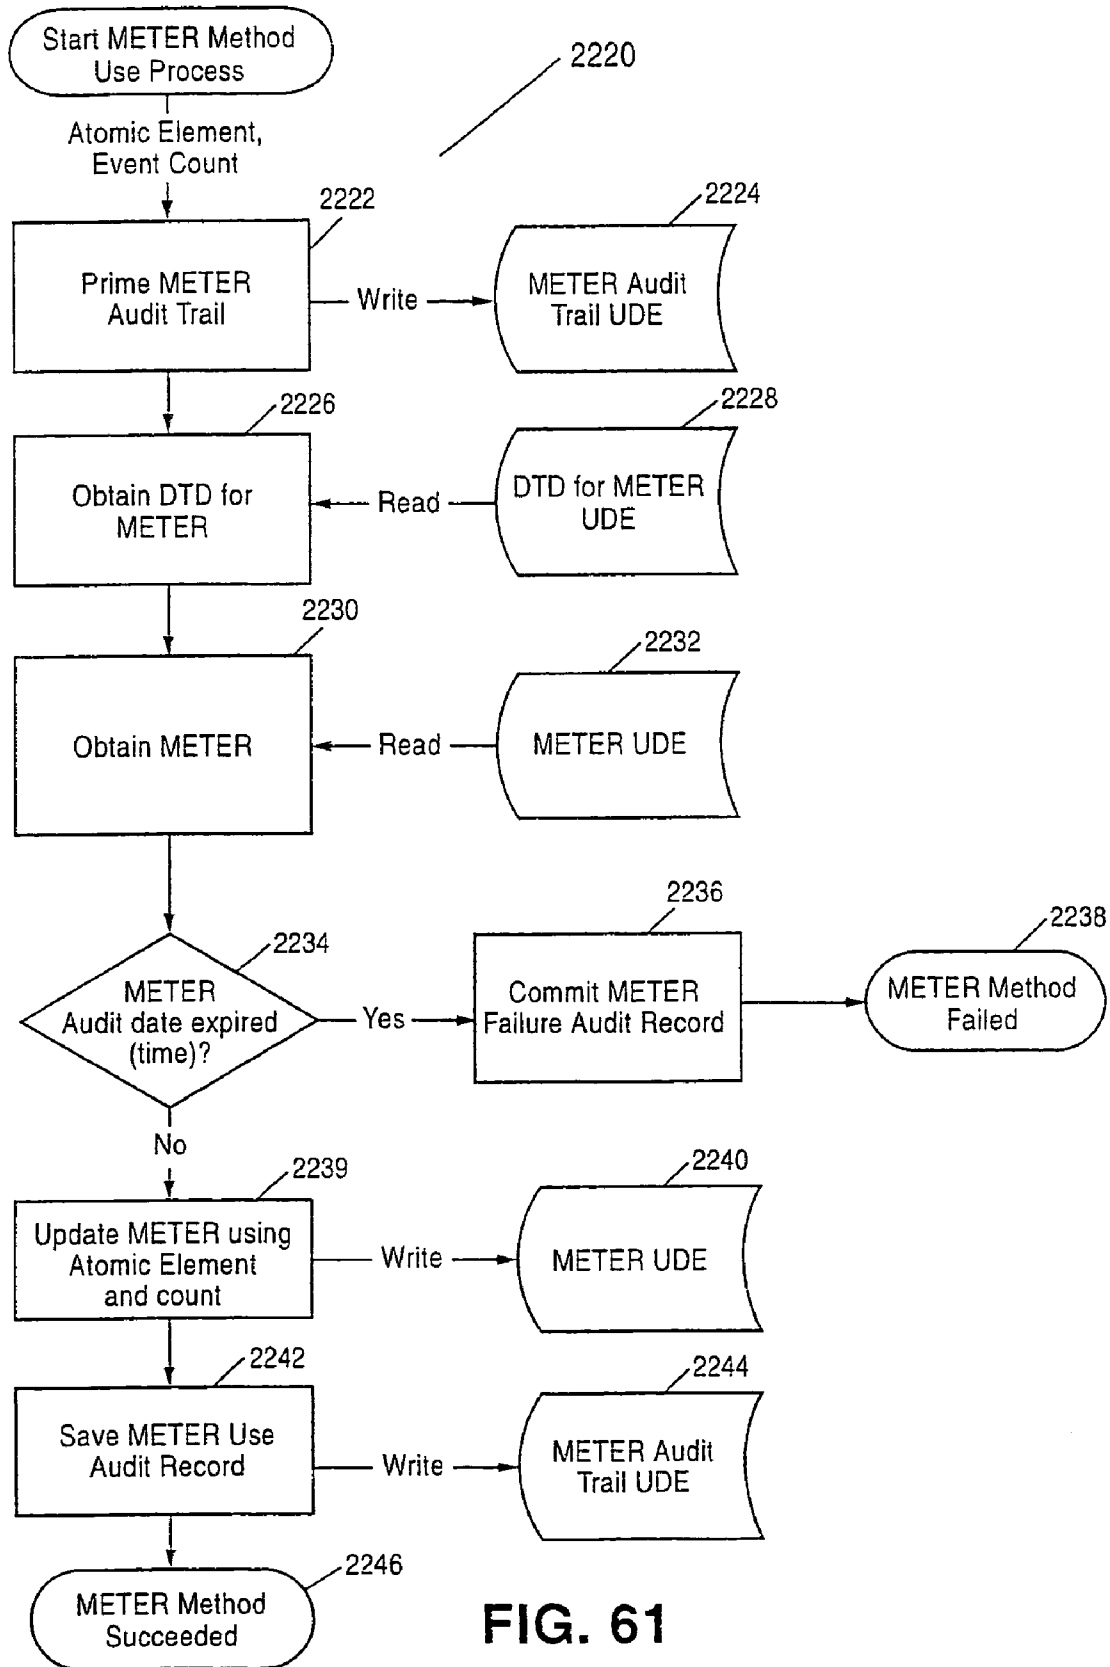 Start METER Method
Use Process
2220
Atomic Element,
Event Count
2222
2224
Prime METER
Audit Trail
Write
METER Audit
Trail UDE
2226
2228
Obtain DTD for
METER
Read
DTD for METER
UDE
2230
2232
Obtain METER
Read
METER UDE
2234
2236
2238
METER
Audit date expired
(time)?
Yes
Commit METER
Failure Audit Record
METER Method
Failed
No
2239
2240
Update METER using
Atomic Element
and count
Write
METER UDE
2242
2244
Save METER Use
Audit Record
Write
METER Audit
Trail UDE
2246
METER Method
Succeeded
FIG. 61